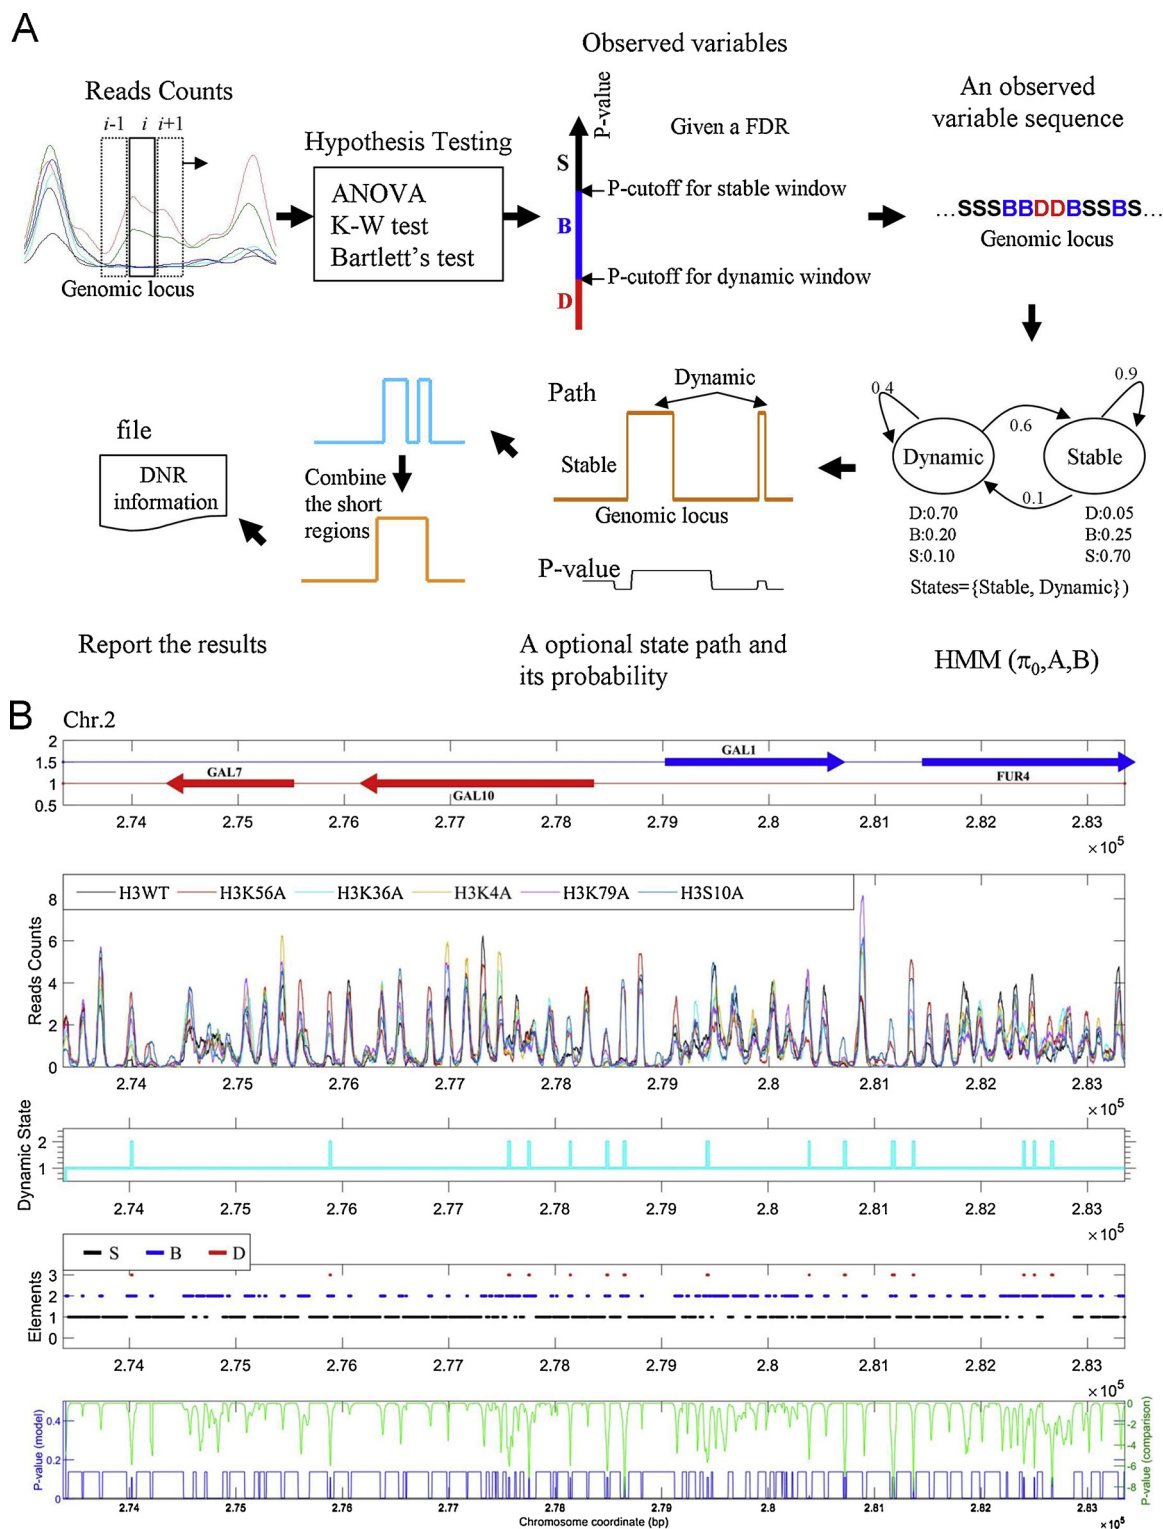 A
Observed variables
Reads Counts
i-1 i i+1
Genomic locus
Hypothesis Testing
ANOVA
K-W test
Bartlett's test
P-value
Given a FDR
S
P-cutoff for stable window
B
P-cutoff for dynamic window
D
An observed
variable sequence
...SSSBBDDBSSBS...
Genomic locus
0.4
0.9
0.6
Dynamic
Stable
0.1
D:0.70
B:0.20
S:0.10
D:0.05
B:0.25
S:0.70
States={Stable, Dynamic})
HMM (π0,A,B)
Path
Dynamic
Stable
Genomic locus
P-value
A optional state path and
its probability
Combine
the short
regions
file
DNR
information
Report the results
B
Chr.2
2
1.5
1
0.5
GAL7
GAL10
GAL1
FUR4
2.74 2.75 2.76 2.77 2.78 2.79 2.8 2.81 2.82 2.83
×10^5
H3WT H3K56A H3K36A H3K4A H3K79A H3S10A
Reads Counts
8
6
4
2
0
2.74 2.75 2.76 2.77 2.78 2.79 2.8 2.81 2.82 2.83
×10^5
Dynamic State
2
1
2.74 2.75 2.76 2.77 2.78 2.79 2.8 2.81 2.82 2.83
×10^5
S B D
Elements
3
2
1
0
2.74 2.75 2.76 2.77 2.78 2.79 2.8 2.81 2.82 2.83
×10^5
P-value (model)
0.4
0.2
0
0
-2
-4
-6
-8
P-value (comparison)
2.74 2.75 2.76 2.77 2.78 2.79 2.8 2.81 2.82 2.83
Chromosome coordinate (bp)
×10^5